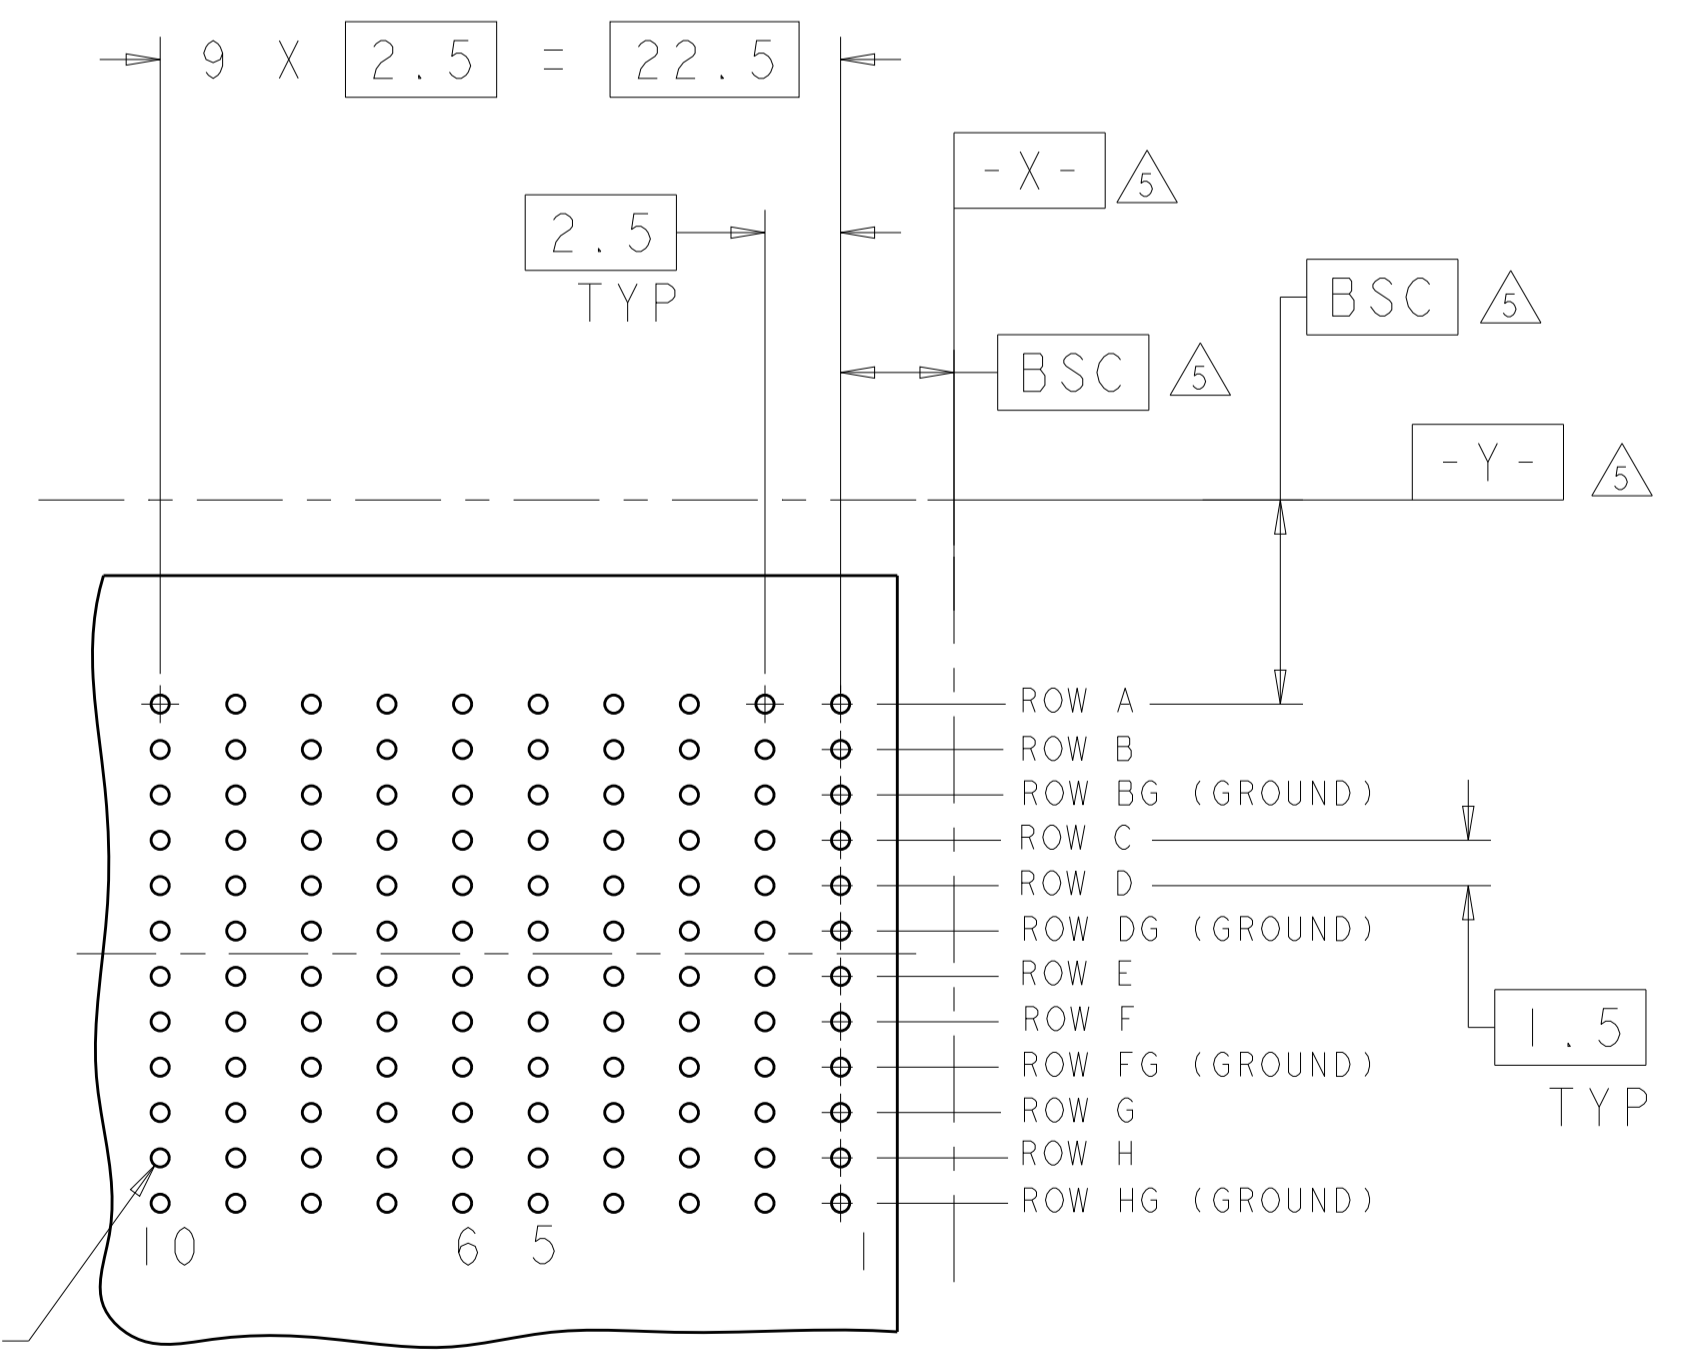 9 X 2.5 = 22.5
-X- 5
2.5
TYP
BSC 5
BSC 5
-Y- 5
ROW A
ROW B
ROW BG (GROUND)
ROW C
ROW D
ROW DG (GROUND)
ROW E
ROW F
ROW FG (GROUND)
1.5
TYP
ROW G
ROW H
ROW HG (GROUND)
10 6 5 1